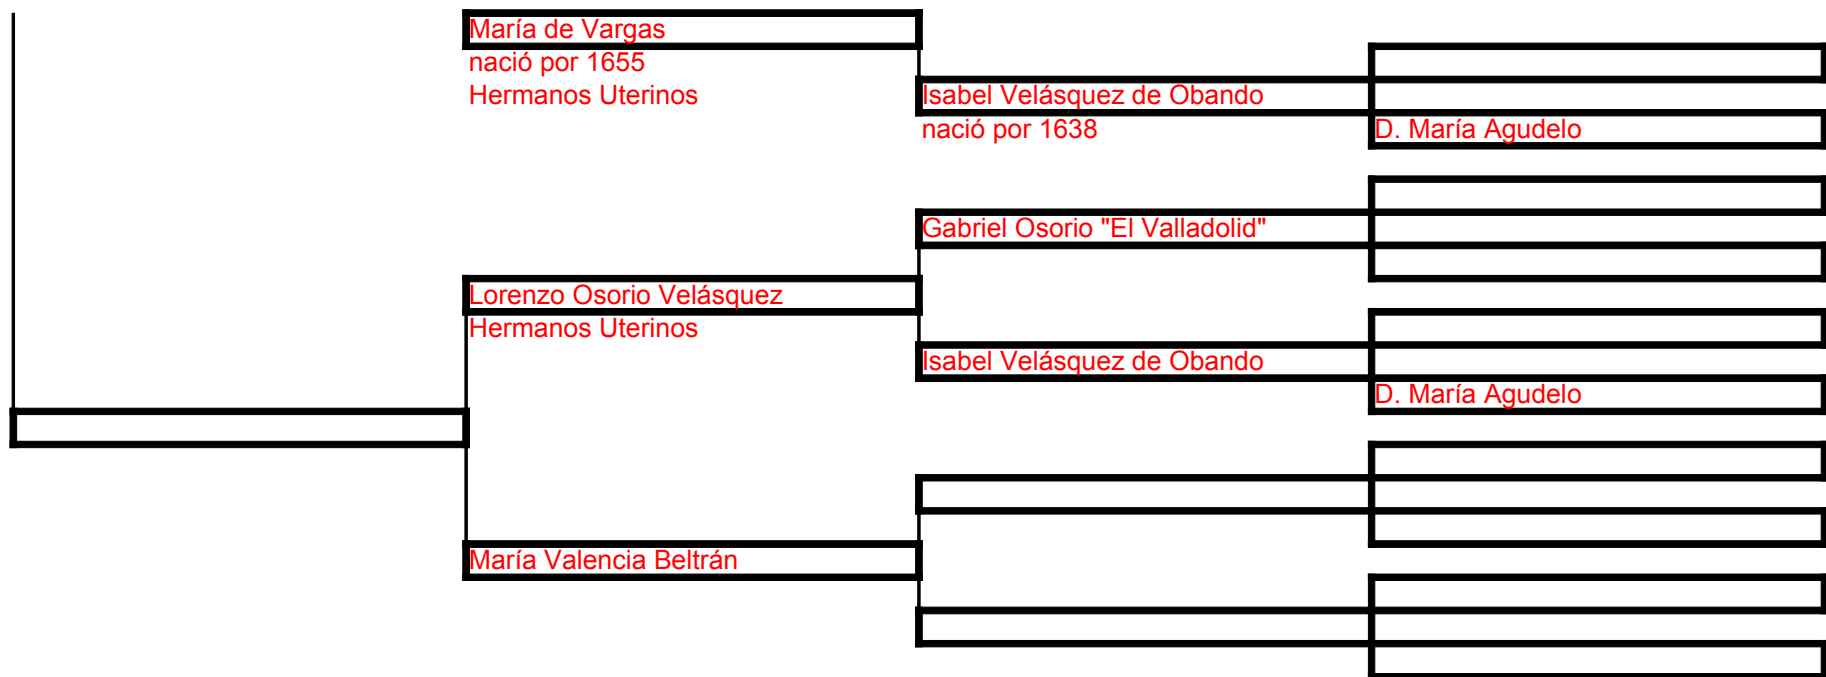 María de Vargas
nació por 1655
Hermanos Uterinos
Isabel Velásquez de Obando
nació por 1638
D. María Agudelo
Gabriel Osorio "El Valladolid"
Lorenzo Osorio Velásquez
Hermanos Uterinos
Isabel Velásquez de Obando
D. María Agudelo
María Valencia Beltrán